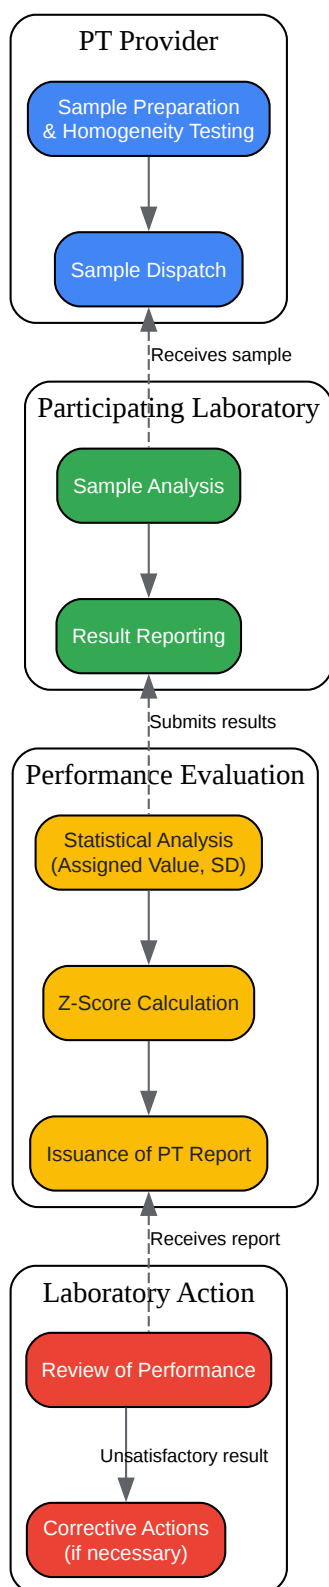 PT Provider
Sample Preparation
& Homogeneity Testing
Sample Dispatch
Receives sample
Participating Laboratory
Sample Analysis
Result Reporting
Submits results
Performance Evaluation
Statistical Analysis
(Assigned Value, SD)
Z-Score Calculation
Issuance of PT Report
Receives report
Laboratory Action
Review of Performance
Unsatisfactory result
Corrective Actions
(if necessary)